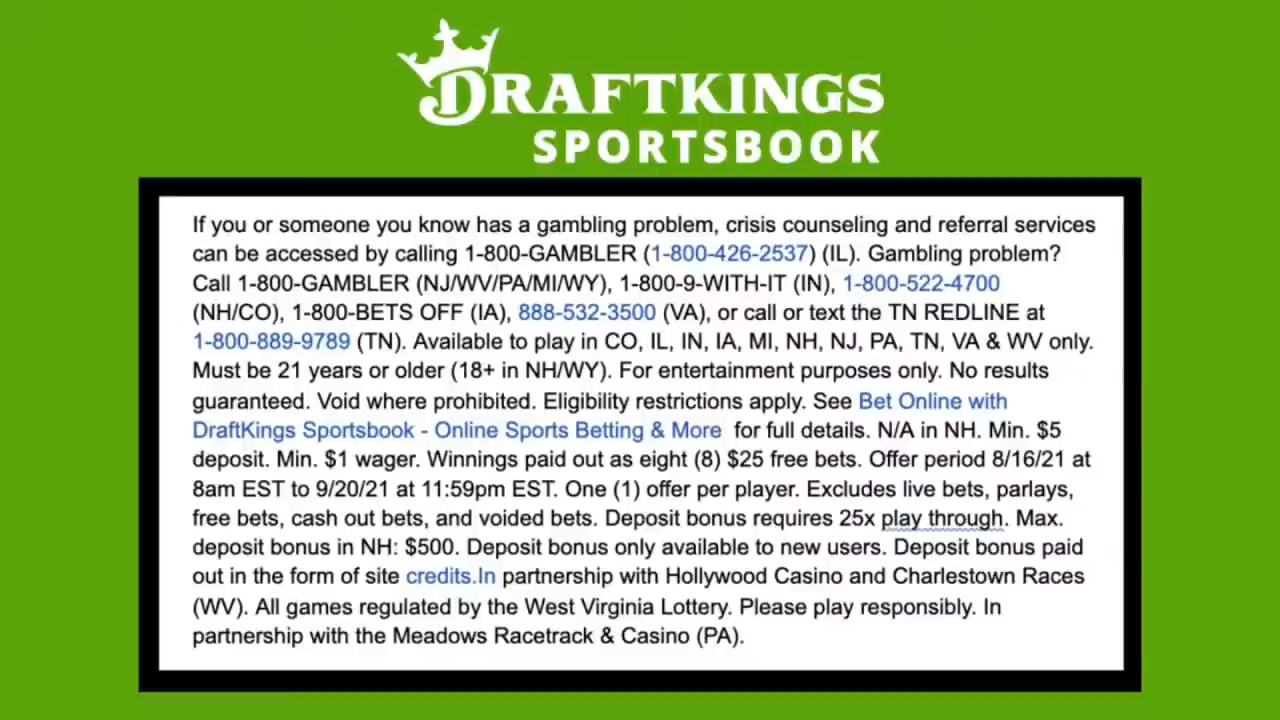 DRAFTKINGS
SPORTSBOOK
If you or someone you know has a gambling problem, crisis counseling and referral services
can be accessed by calling 1-800-GAMBLER (1-800-426-2537) (IL). Gambling problem?
Call 1-800-GAMBLER (NJ/WV/PA/MI/WY), 1-800-9-WITH-IT (IN), 1-800-522-4700
(NH/CO), 1-800-BETS OFF (IA), 888-532-3500 (VA), or call or text the TN REDLINE at
1-800-889-9789 (TN). Available to play in CO, IL, IN, IA, MI, NH, NJ, PA, TN, VA & WV only.
Must be 21 years or older (18+ in NH/WY). For entertainment purposes only. No results
guaranteed. Void where prohibited. Eligibility restrictions apply. See Bet Online with
DraftKings Sportsbook - Online Sports Betting & More for full details. N/A in NH. Min. $5
deposit. Min. $1 wager. Winnings paid out as eight (8) $25 free bets. Offer period 8/16/21 at
8am EST to 9/20/21 at 11:59pm EST. One (1) offer per player. Excludes live bets, parlays,
free bets, cash out bets, and voided bets. Deposit bonus requires 25x play through. Max.
deposit bonus in NH: $500. Deposit bonus only available to new users. Deposit bonus paid
out in the form of site credits.In partnership with Hollywood Casino and Charlestown Races
(WV). All games regulated by the West Virginia Lottery. Please play responsibly. In
partnership with the Meadows Racetrack & Casino (PA).